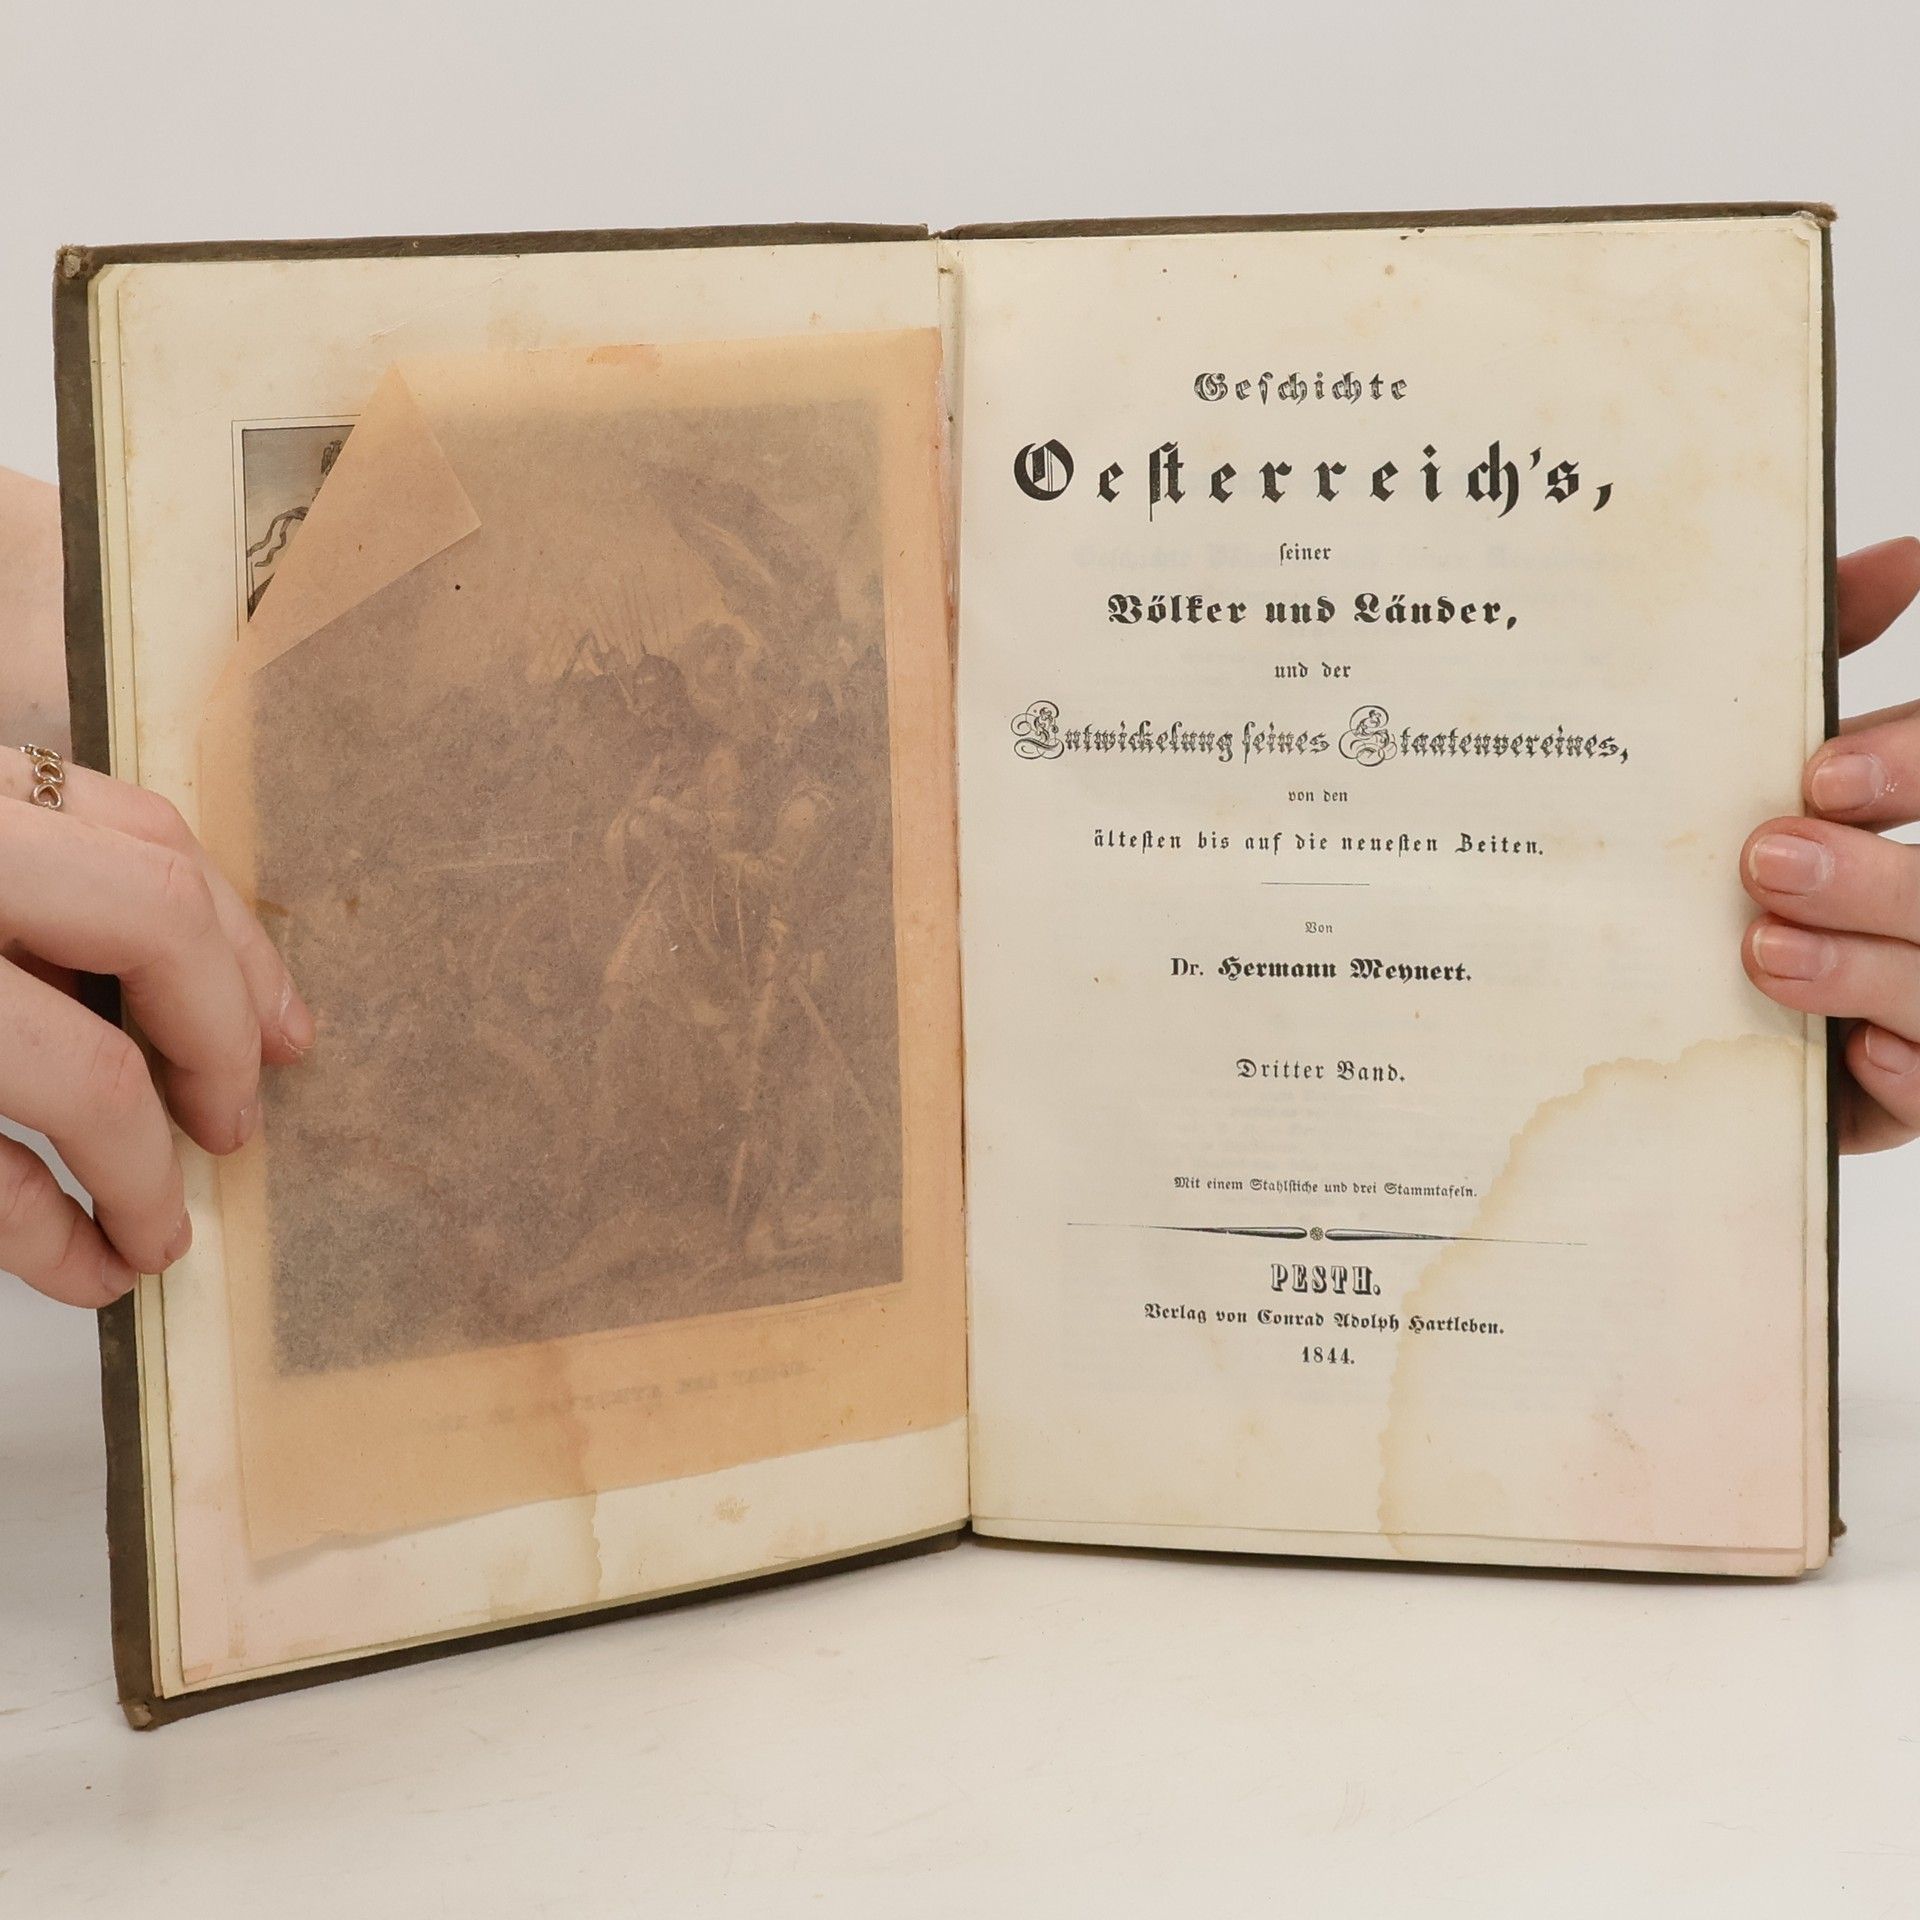 Geschichte
Oesterreich's,
seiner
Völker und Länder,
und der
Entwickelung seines Staatenvereines,
von den
ältesten bis auf die neuesten Zeiten.
Von
Dr. Hermann Meynert.
Dritter Band.
Mit einem Stahlstiche und drei Stammtafeln.
PESTH.
Verlag von Conrad Adolph Hartleben.
1844.